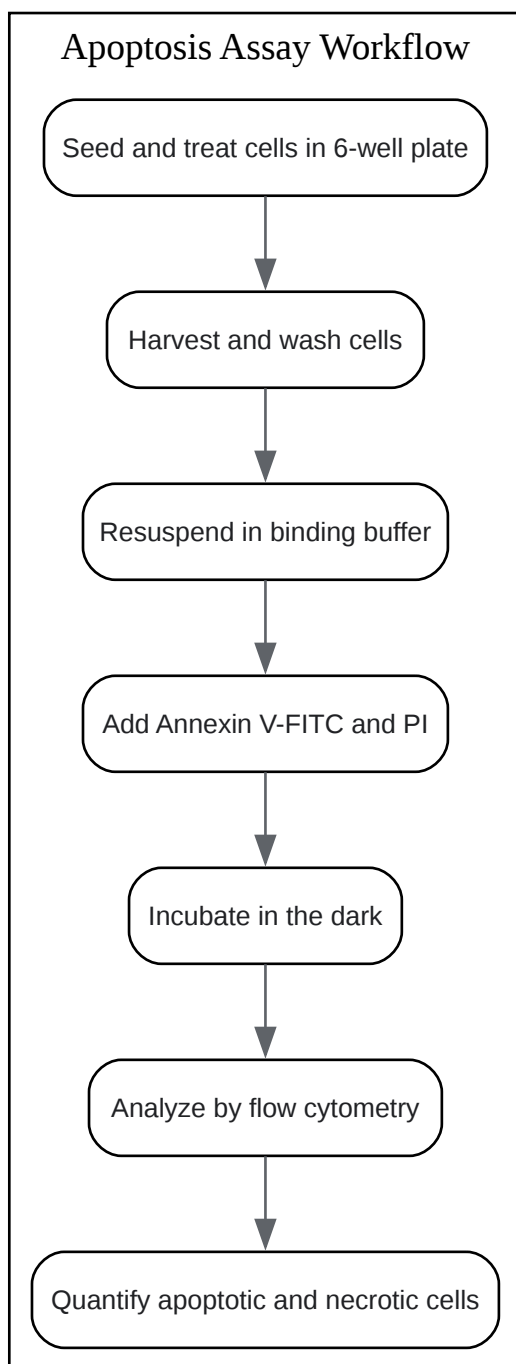 Apoptosis Assay Workflow
Seed and treat cells in 6-well plate
Harvest and wash cells
Resuspend in binding buffer
Add Annexin V-FITC and PI
Incubate in the dark
Analyze by flow cytometry
Quantify apoptotic and necrotic cells